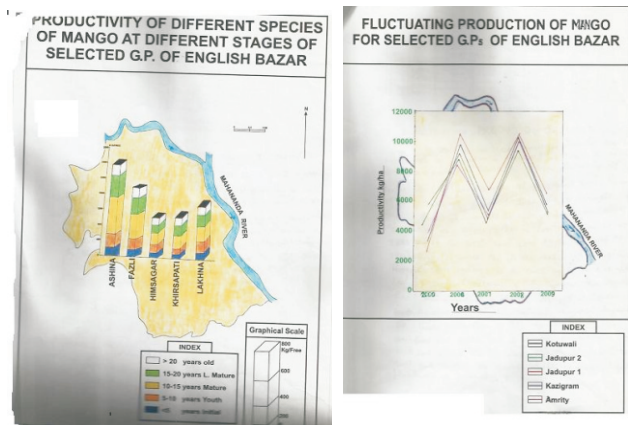 PRODUCTIVITY OF DIFFERENT SPECIES
OF MANGO AT DIFFERENT STAGES OF
SELECTED G.P. OF ENGLISH BAZAR
MAHANANDA RIVER
ASHINA
FAZLI
HIMSAGAR
KHIRSAPATI
LAKHNA
INDEX
> 20 years old
15-20 years L. Mature
10-15 years Mature
5-10 years Youth
<5 years Initial
Graphical Scale
800
Kg/Free
600
400
200
FLUCTUATING PRODUCTION OF MANGO
FOR SELECTED G.Ps OF ENGLISH BAZAR
Productivity kg/ha
12000
10000
8000
6000
4000
2000
0
2005
2006
2007
2008
2009
Years
MAHANANDA RIVER
INDEX
Kotuwali
Jadupur 2
Jadupur 1
Kazigram
Amrity